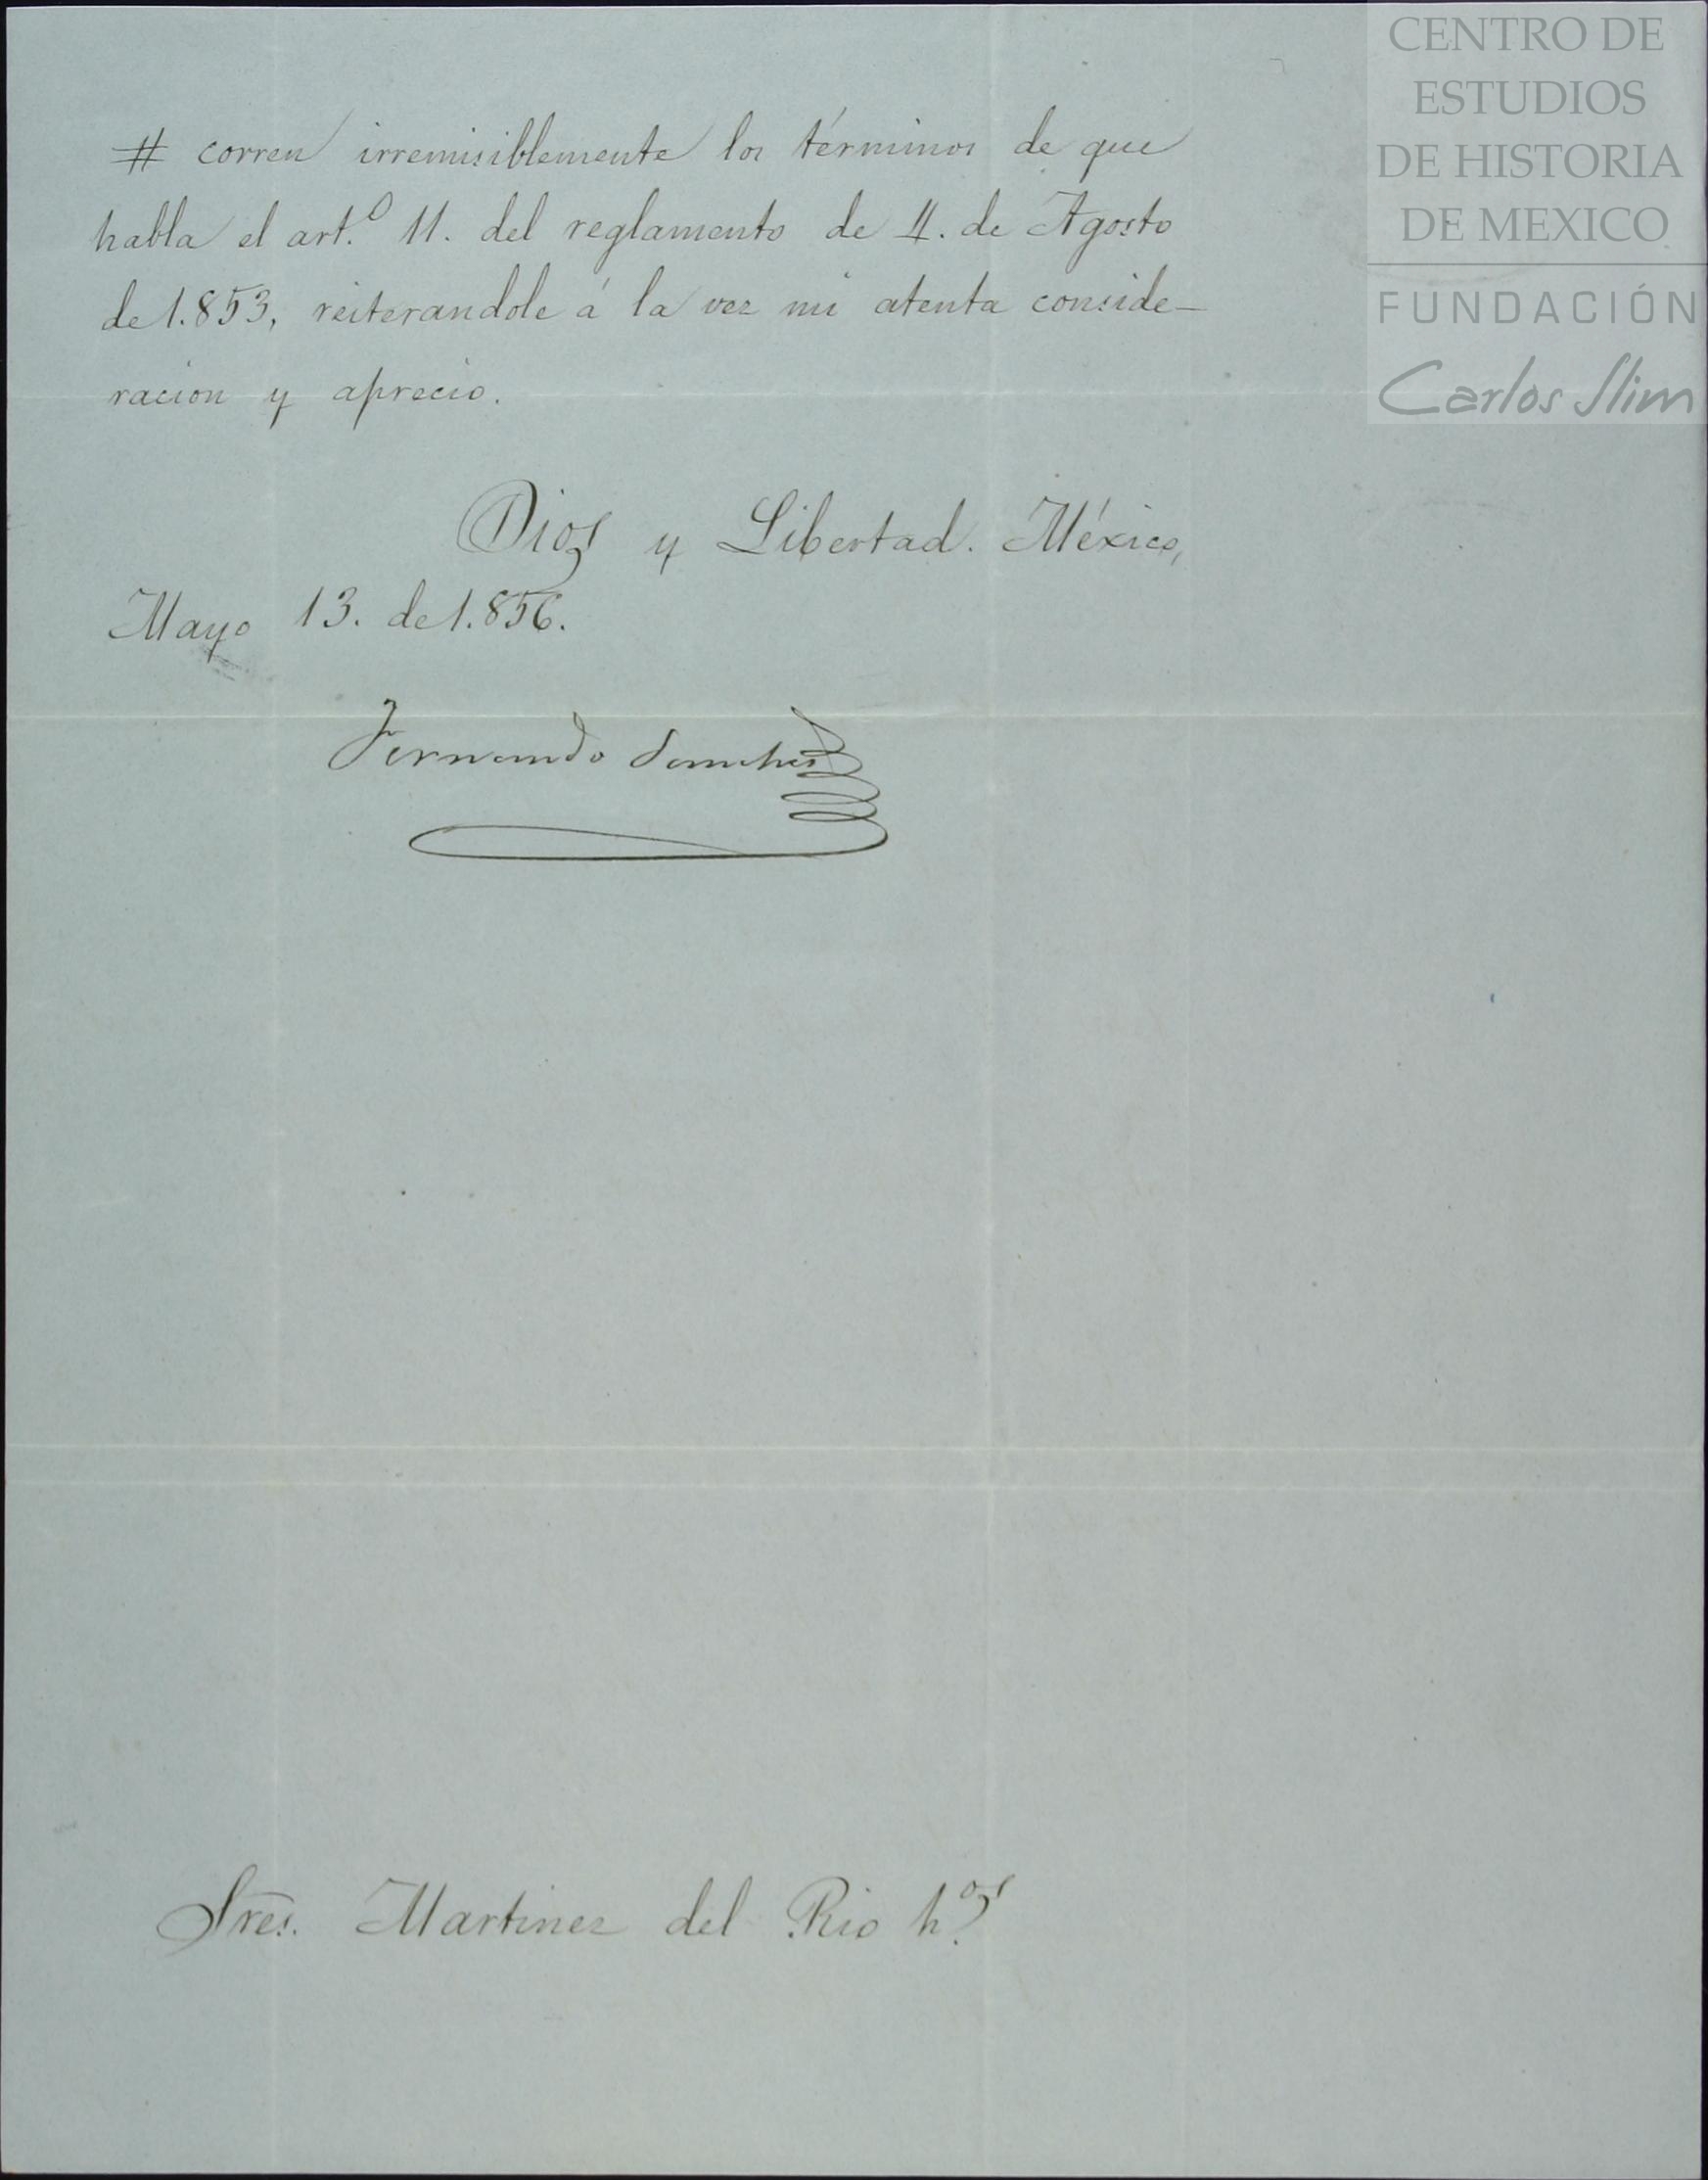 CENTRO DE
ESTUDIOS
DE HISTORIA
DE MEXICO
FUNDACIÓN
Carlos Slim
# corren irremisiblemente los términos de que
habla el art.º 11. del reglamento de 4. de Agosto
de 1.853, reiterandole á la vez mi atenta conside-
racion y aprecio.
Dios y Libertad. México,
Mayo 13. de 1.856.
Fernando Sanches
Sres. Martinez del Rio h.os